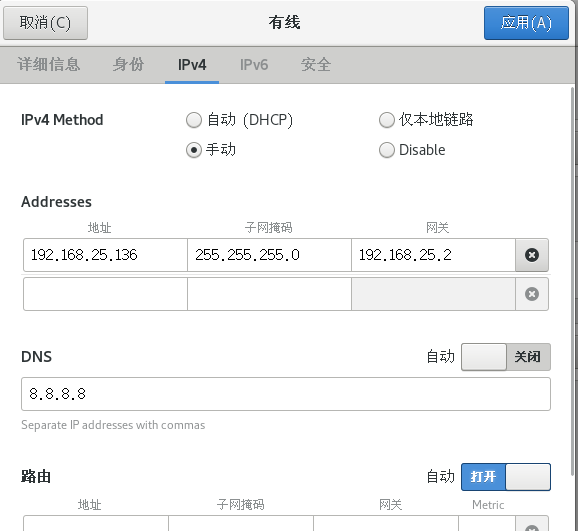 取消(C) 有线 应用(A)
详细信息 身份 IPv4 IPv6 安全
IPv4 Method 自动 (DHCP) 仅本地链路
手动 Disable
Addresses
地址 子网掩码 网关
192.168.25.136 255.255.255.0 192.168.25.2
DNS 自动 关闭
8.8.8.8
Separate IP addresses with commas
路由 自动 打开
地址 子网掩码 网关 Metric